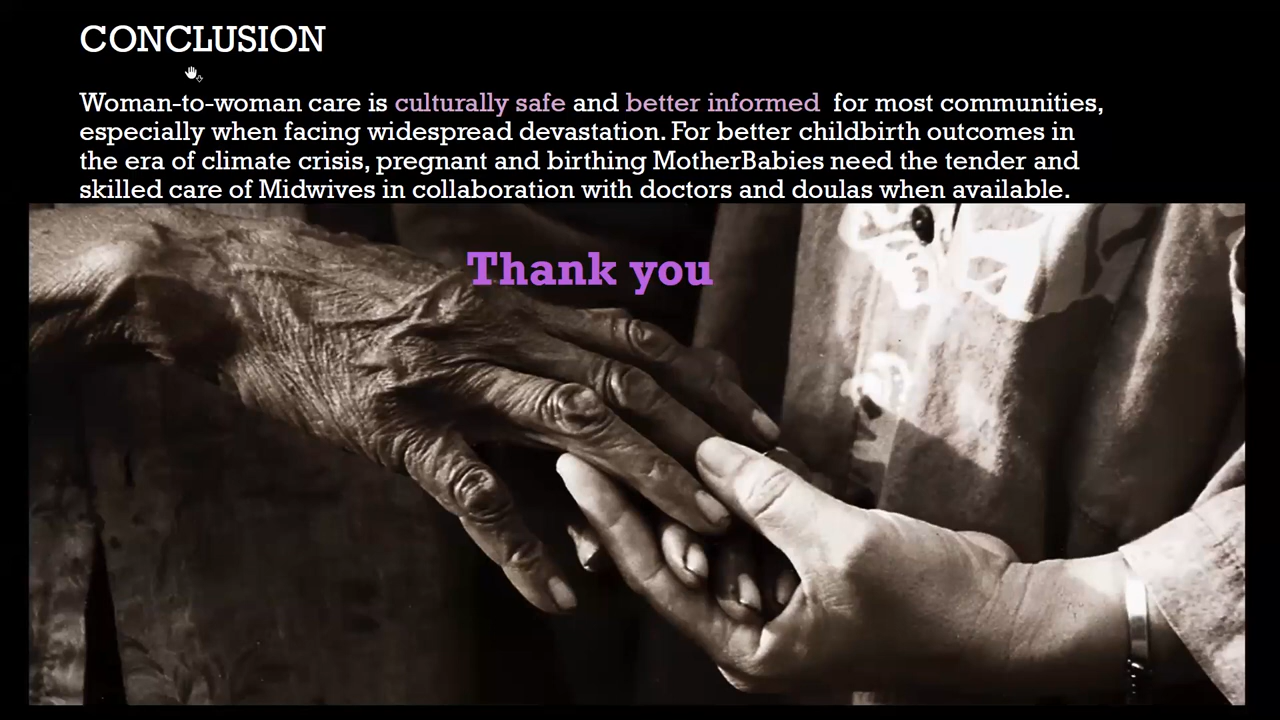 CONCLUSION
Woman-to-woman care is culturally safe and better informed for most communities,
especially when facing widespread devastation. For better childbirth outcomes in
the era of climate crisis, pregnant and birthing MotherBabies need the tender and
skilled care of Midwives in collaboration with doctors and doulas when available.
Thank you